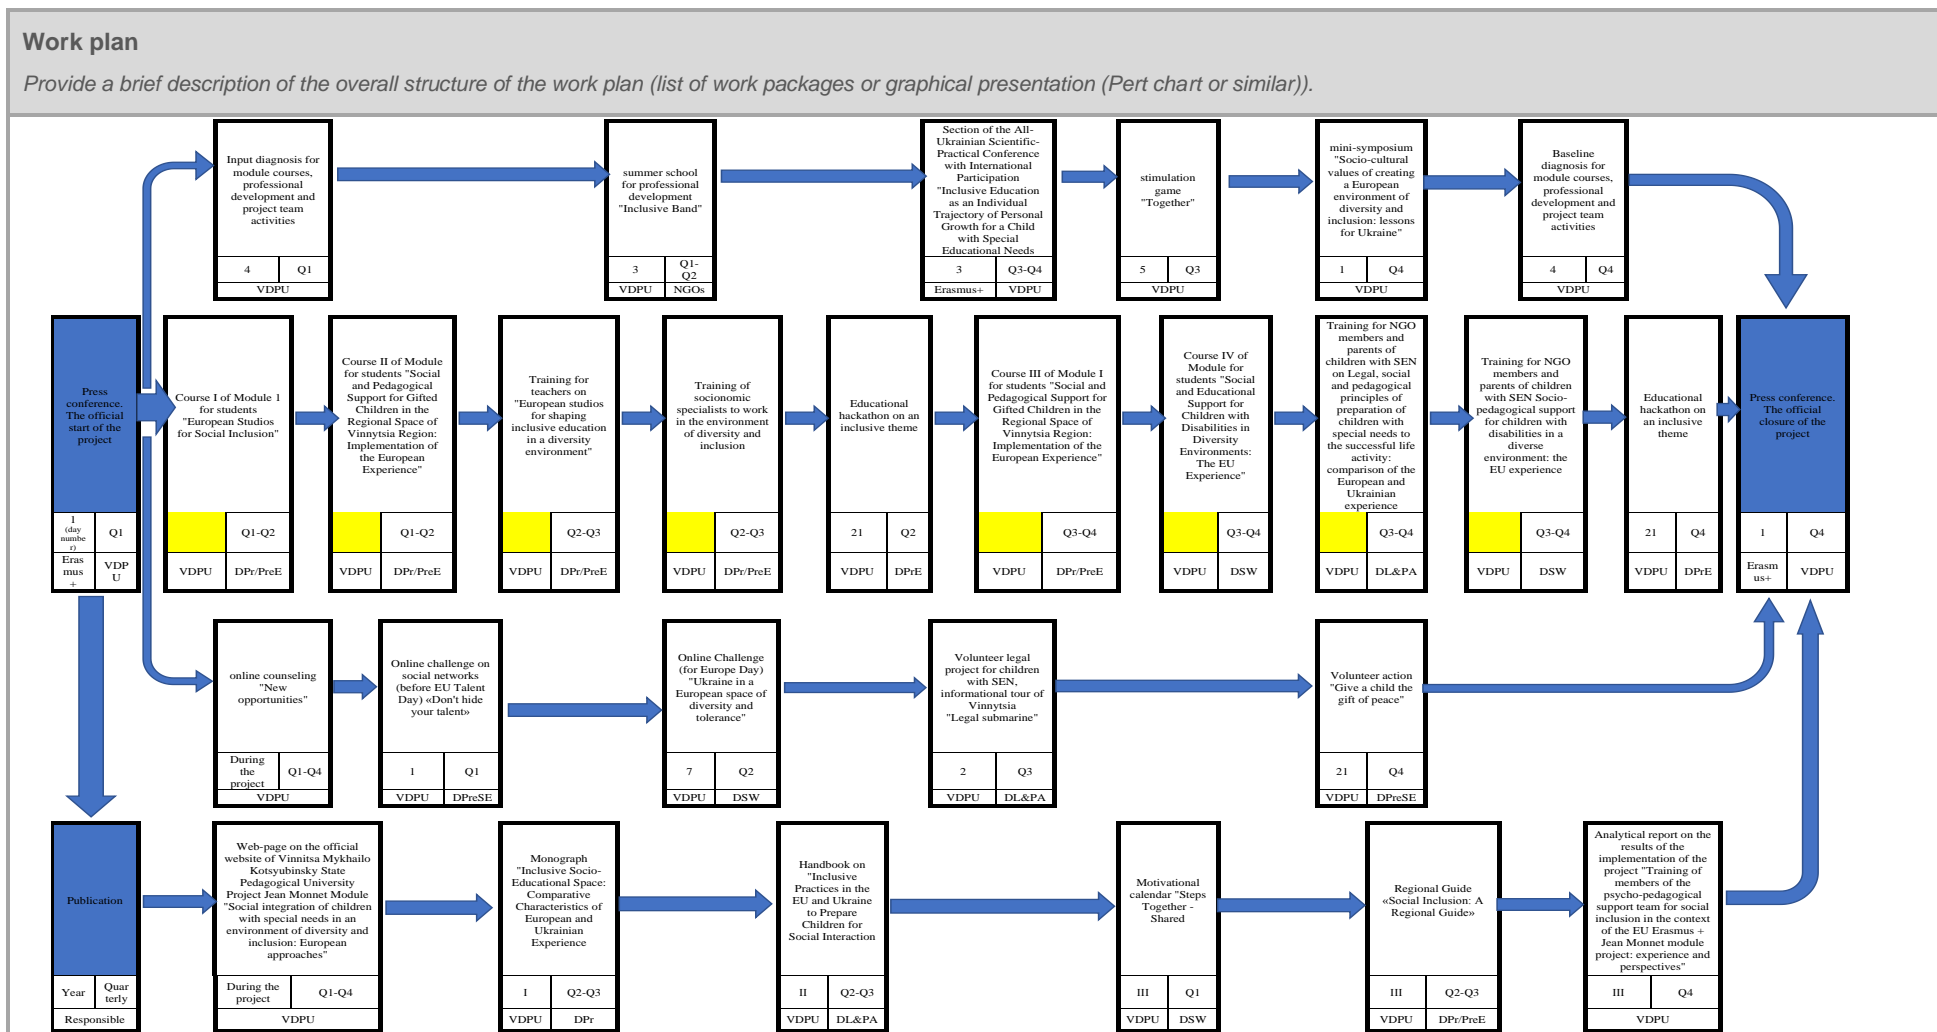 Work plan
Provide a brief description of the overall structure of the work plan (list of work packages or graphical presentation (Pert chart or similar)).
Input diagnosis for
module courses,
professional
development and
project team
activities
4
Q1
VDPU
summer school
for professional
development
"Inclusive Band"
3
Q1-
Q2
VDPU
NGOs
Section of the All-
Ukrainian Scientific-
Practical Conference
with International
Participation
"Inclusive Education
as an Individual
Trajectory of Personal
Growth for a Child
with Special
Educational Needs
3
Q3-Q4
Erasmus+
VDPU
stimulation
game
"Together"
5
Q3
VDPU
mini-symposium
"Socio-cultural
values of creating
a European
environment of
diversity and
inclusion: lessons
for Ukraine"
1
Q4
VDPU
Baseline
diagnosis for
module courses,
professional
development and
project team
activities
4
Q4
VDPU
Press
conference.
The official
start of the
project
1
(day
numbe
r)
Q1
Eras
mus
+
VDP
U
Course I of Module 1
for students
"European Studios
for Social Inclusion"
Q1-Q2
VDPU
DPr/PreE
Course II of Module
for students "Social
and Pedagogical
Support for Gifted
Children in the
Regional Space of
Vinnytsia Region:
Implementation of
the European
Experience"
Q1-Q2
VDPU
DPr/PreE
Training for
teachers on
"European studios
for shaping
inclusive education
in a diversity
environment"
Q2-Q3
VDPU
DPr/PreE
Training of
socionomic
specialists to work
in the environment
of diversity and
inclusion
Q2-Q3
VDPU
DPr/PreE
Educational
hackathon on an
inclusive theme
21
Q2
VDPU
DPrE
Course III of Module I
for students "Social and
Pedagogical Support for
Gifted Children in the
Regional Space of
Vinnytsia Region:
Implementation of the
European Experience"
Q3-Q4
VDPU
DPr/PreE
Course IV of
Module for
students "Social
and Educational
Support for
Children with
Disabilities in
Diversity
Environments:
The EU
Experience"
Q3-Q4
VDPU
DSW
Training for NGO
members and
parents of
children with SEN
on Legal, social
and pedagogical
principles of
preparation of
children with
special needs to
the successful life
activity:
comparison of the
European and
Ukrainian
experience
Q3-Q4
VDPU
DL&PA
Training for NGO
members and
parents of children
with SEN Socio-
pedagogical support
for children with
disabilities in a
diverse
environment: the
EU experience
Q3-Q4
VDPU
DSW
Educational
hackathon on
an inclusive
theme
21
Q4
VDPU
DPrE
Press conference.
The official
closure of the
project
1
Q4
Erasm
us+
VDPU
online counseling
"New
opportunities"
During
the
project
Q1-Q4
VDPU
Online challenge on
social networks
(before EU Talent
Day) «Don't hide
your talent»
1
Q1
VDPU
DPreSE
Online Challenge
(for Europe Day)
"Ukraine in a
European space of
diversity and
tolerance"
7
Q2
VDPU
DSW
Volunteer legal
project for children
with SEN,
informational tour of
Vinnytsia
"Legal submarine"
2
Q3
VDPU
DL&PA
Volunteer action
"Give a child the
gift of peace"
21
Q4
VDPU
DPreSE
Publication
Year
Quar
terly
Responsible
Web-page on the official
website of Vinnitsa Mykhailo
Kotsyubinsky State
Pedagogical University
Project Jean Monnet Module
"Social integration of children
with special needs in an
environment of diversity and
inclusion: European
approaches"
During the
project
Q1-Q4
VDPU
Monograph
"Inclusive Socio-
Educational Space:
Comparative
Characteristics of
European and
Ukrainian
Experience
I
Q2-Q3
VDPU
DPr
Handbook on
"Inclusive
Practices in the
EU and Ukraine
to Prepare
Children for
Social Interaction
II
Q2-Q3
VDPU
DL&PA
Motivational
calendar "Steps
Together -
Shared
III
Q1
VDPU
DSW
Regional Guide
«Social Inclusion: A
Regional Guide»
III
Q2-Q3
VDPU
DPr/PreE
Analytical report on the
results of the
implementation of the
project "Training of
members of the
psycho-pedagogical
support team for social
inclusion in the context
of the EU Erasmus +
Jean Monnet module
project: experience and
perspectives"
III
Q4
VDPU